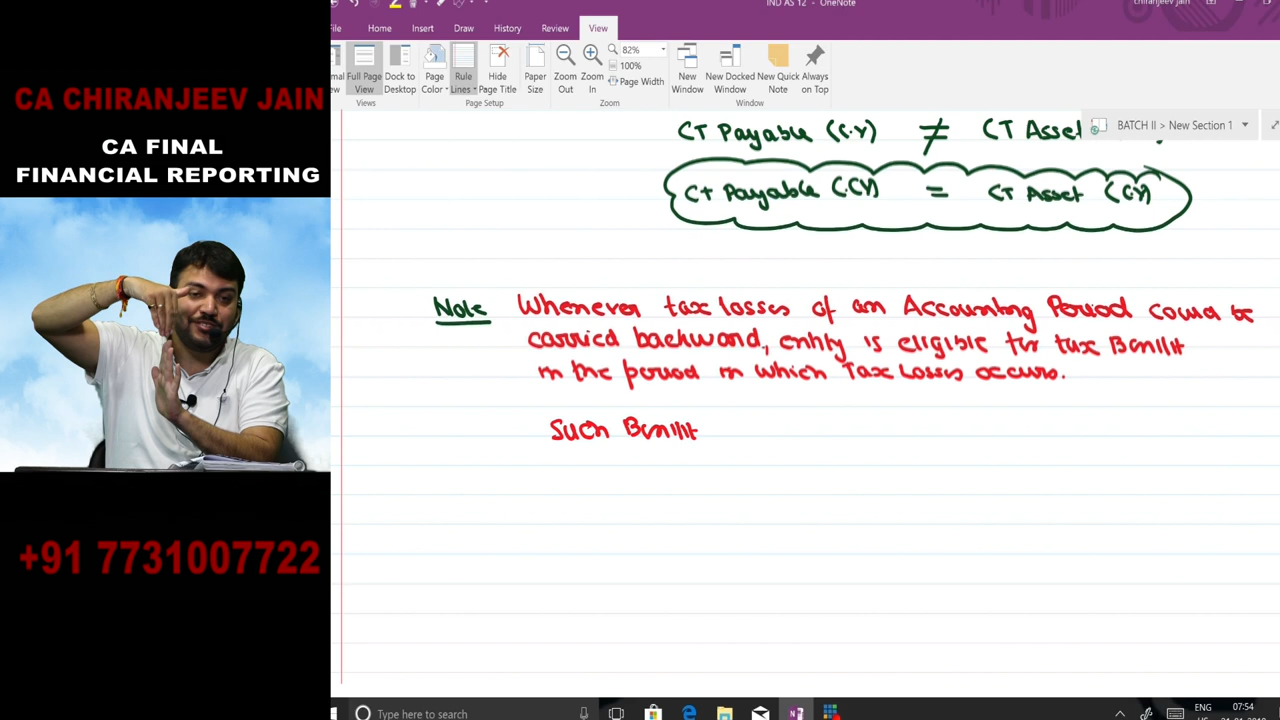 IND AS 12 - OneNote
chiranjeev jain
Home Insert Draw History Review View
Full Page View Dock to Desktop Page Color Rule Lines Hide Page Title Paper Size Zoom Out Zoom In 82% 100% Page Width New Window New Docked Window New Quick Note Always on Top
Views Page Setup Zoom Window
BATCH II > New Section 1
CA CHIRANJEEV JAIN
CA FINAL
FINANCIAL REPORTING
+91 7731007722
CT Payable (C.Y) ≠ CT Asset
CT Payable (CY) = CT Asset (CY)
Note Whenever tax losses of an Accounting Period could be
carried backward, entity is eligible for tax Benefit
in the period in which Tax Losses occurs.
Such Benefit
Type here to search
ENG 07:54